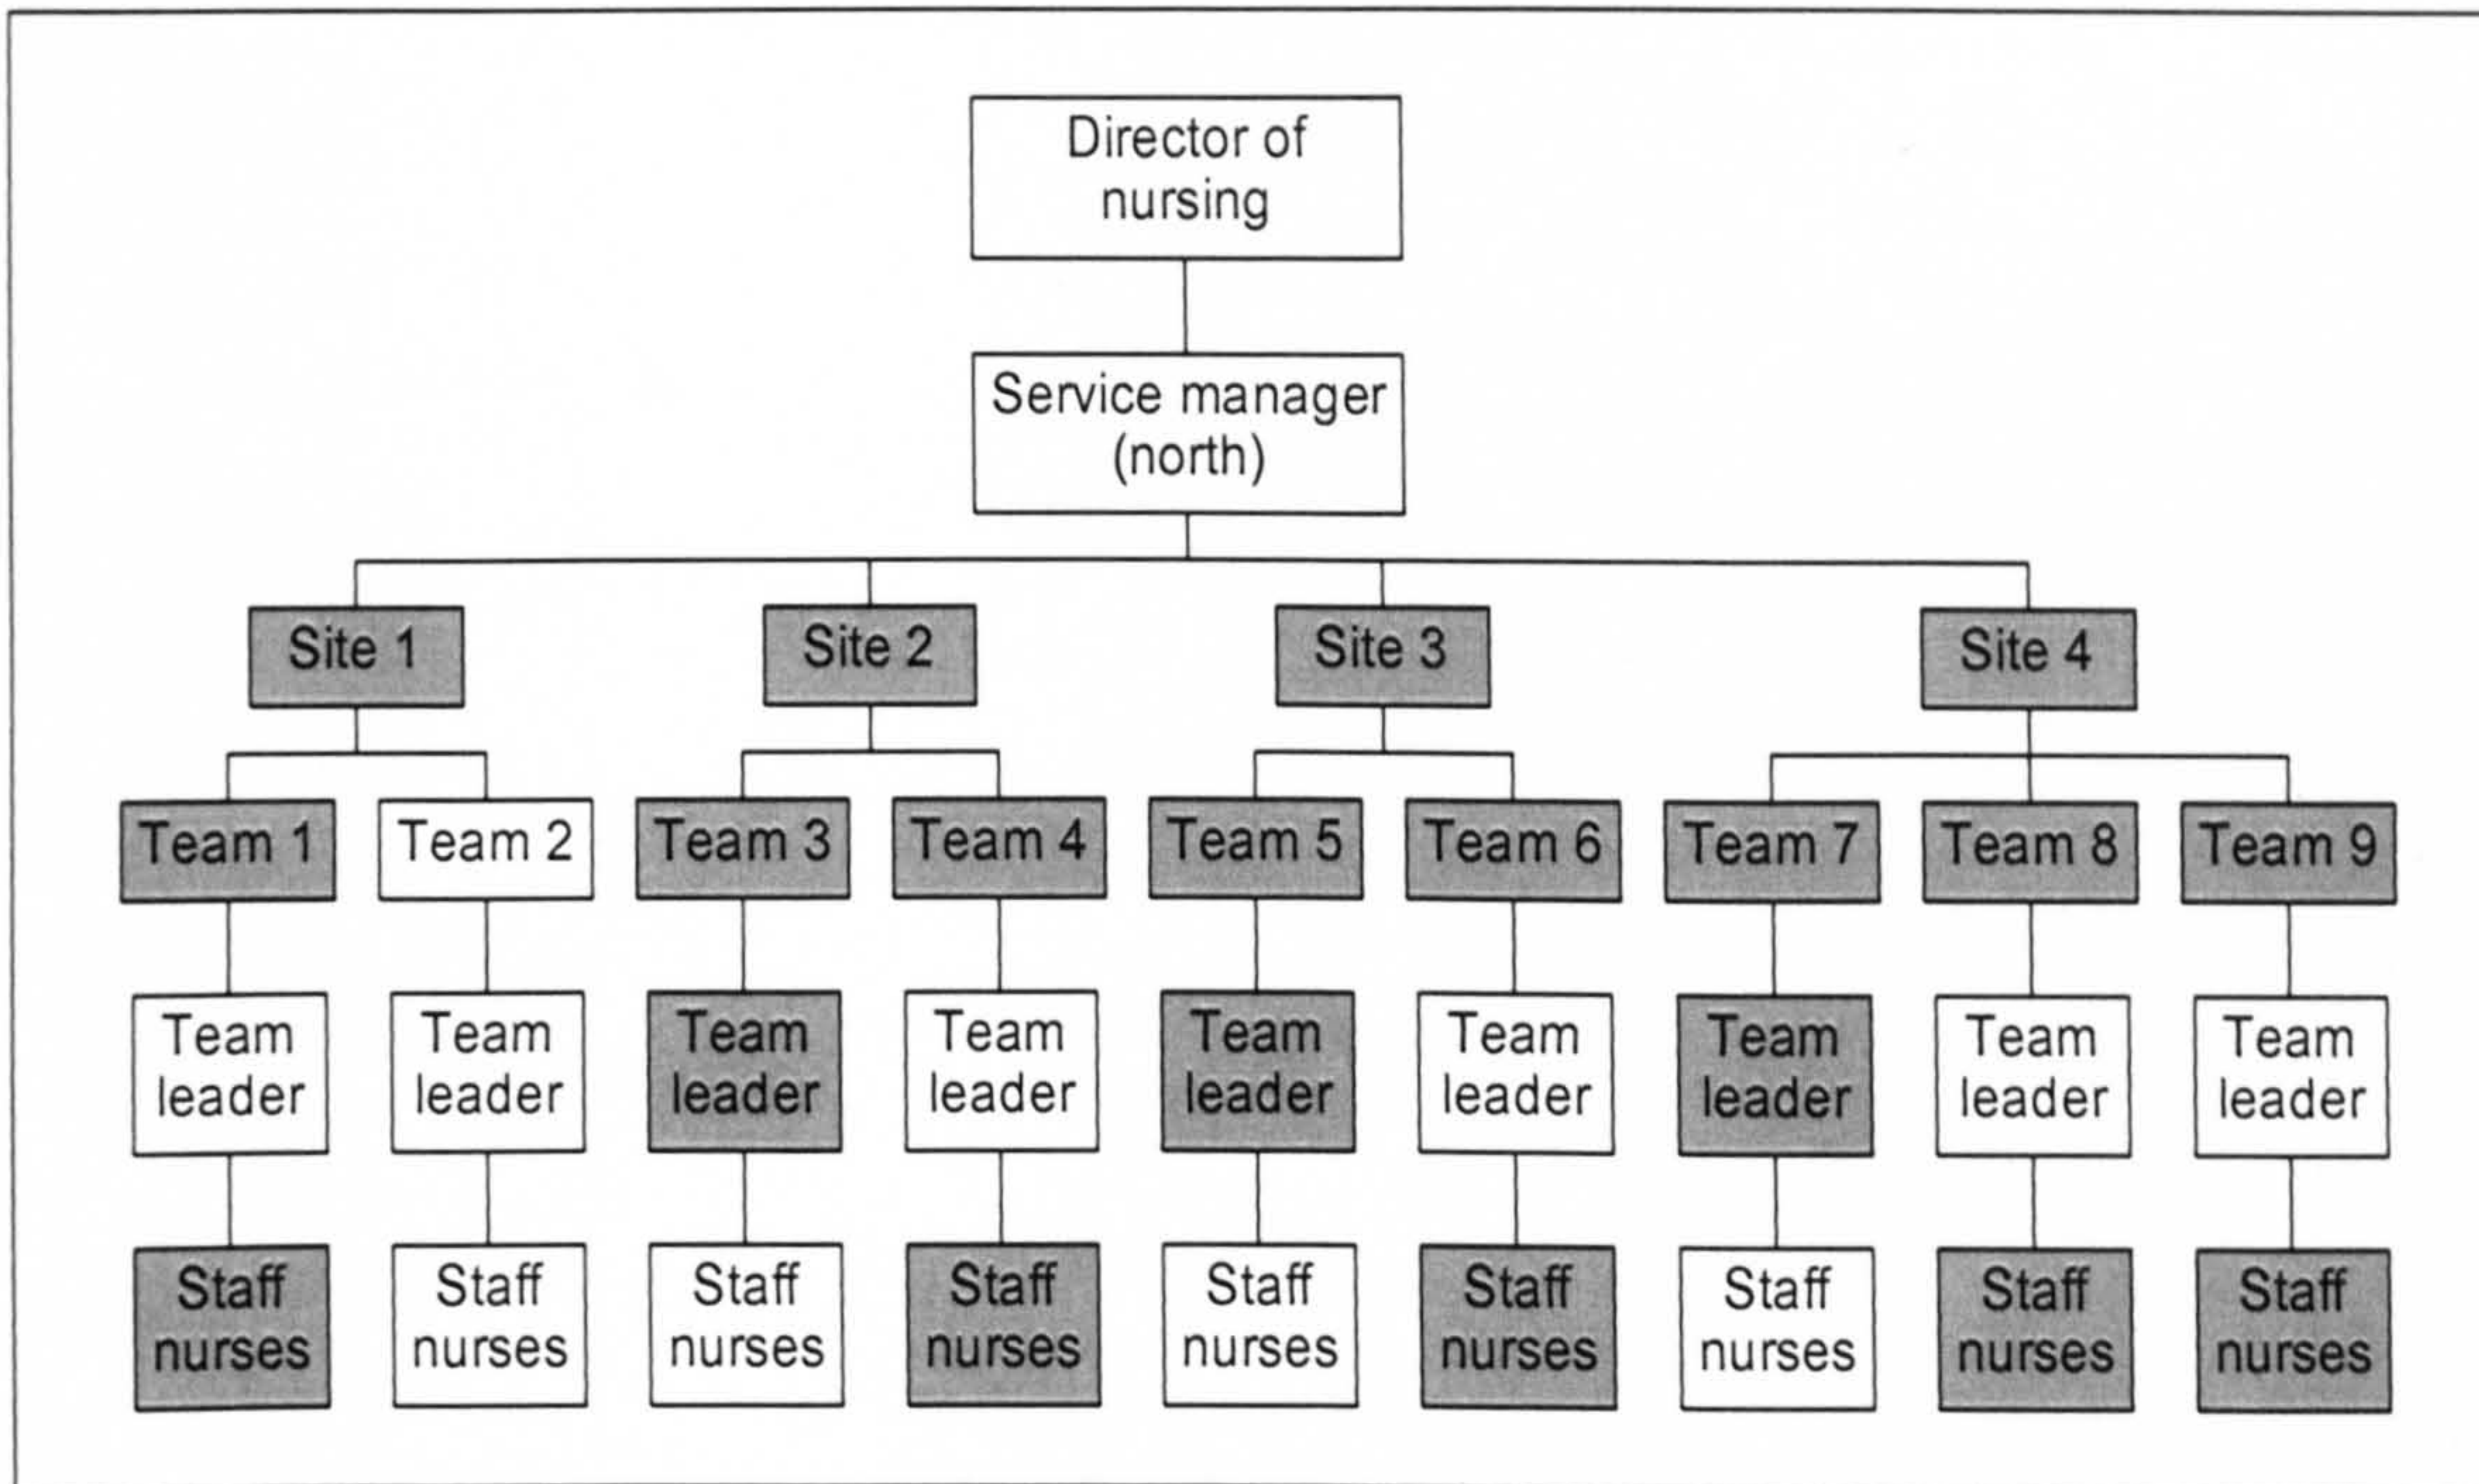 Director of
nursing
Service manager
(north)
Site 1
Site 2
Site 3
Site 4
Team 1
Team 2
Team 3
Team 4
Team 5
Team 6
Team 7
Team 8
Team 9
Team
leader
Team
leader
Team
leader
Team
leader
Team
leader
Team
leader
Team
leader
Team
leader
Team
leader
Staff
nurses
Staff
nurses
Staff
nurses
Staff
nurses
Staff
nurses
Staff
nurses
Staff
nurses
Staff
nurses
Staff
nurses